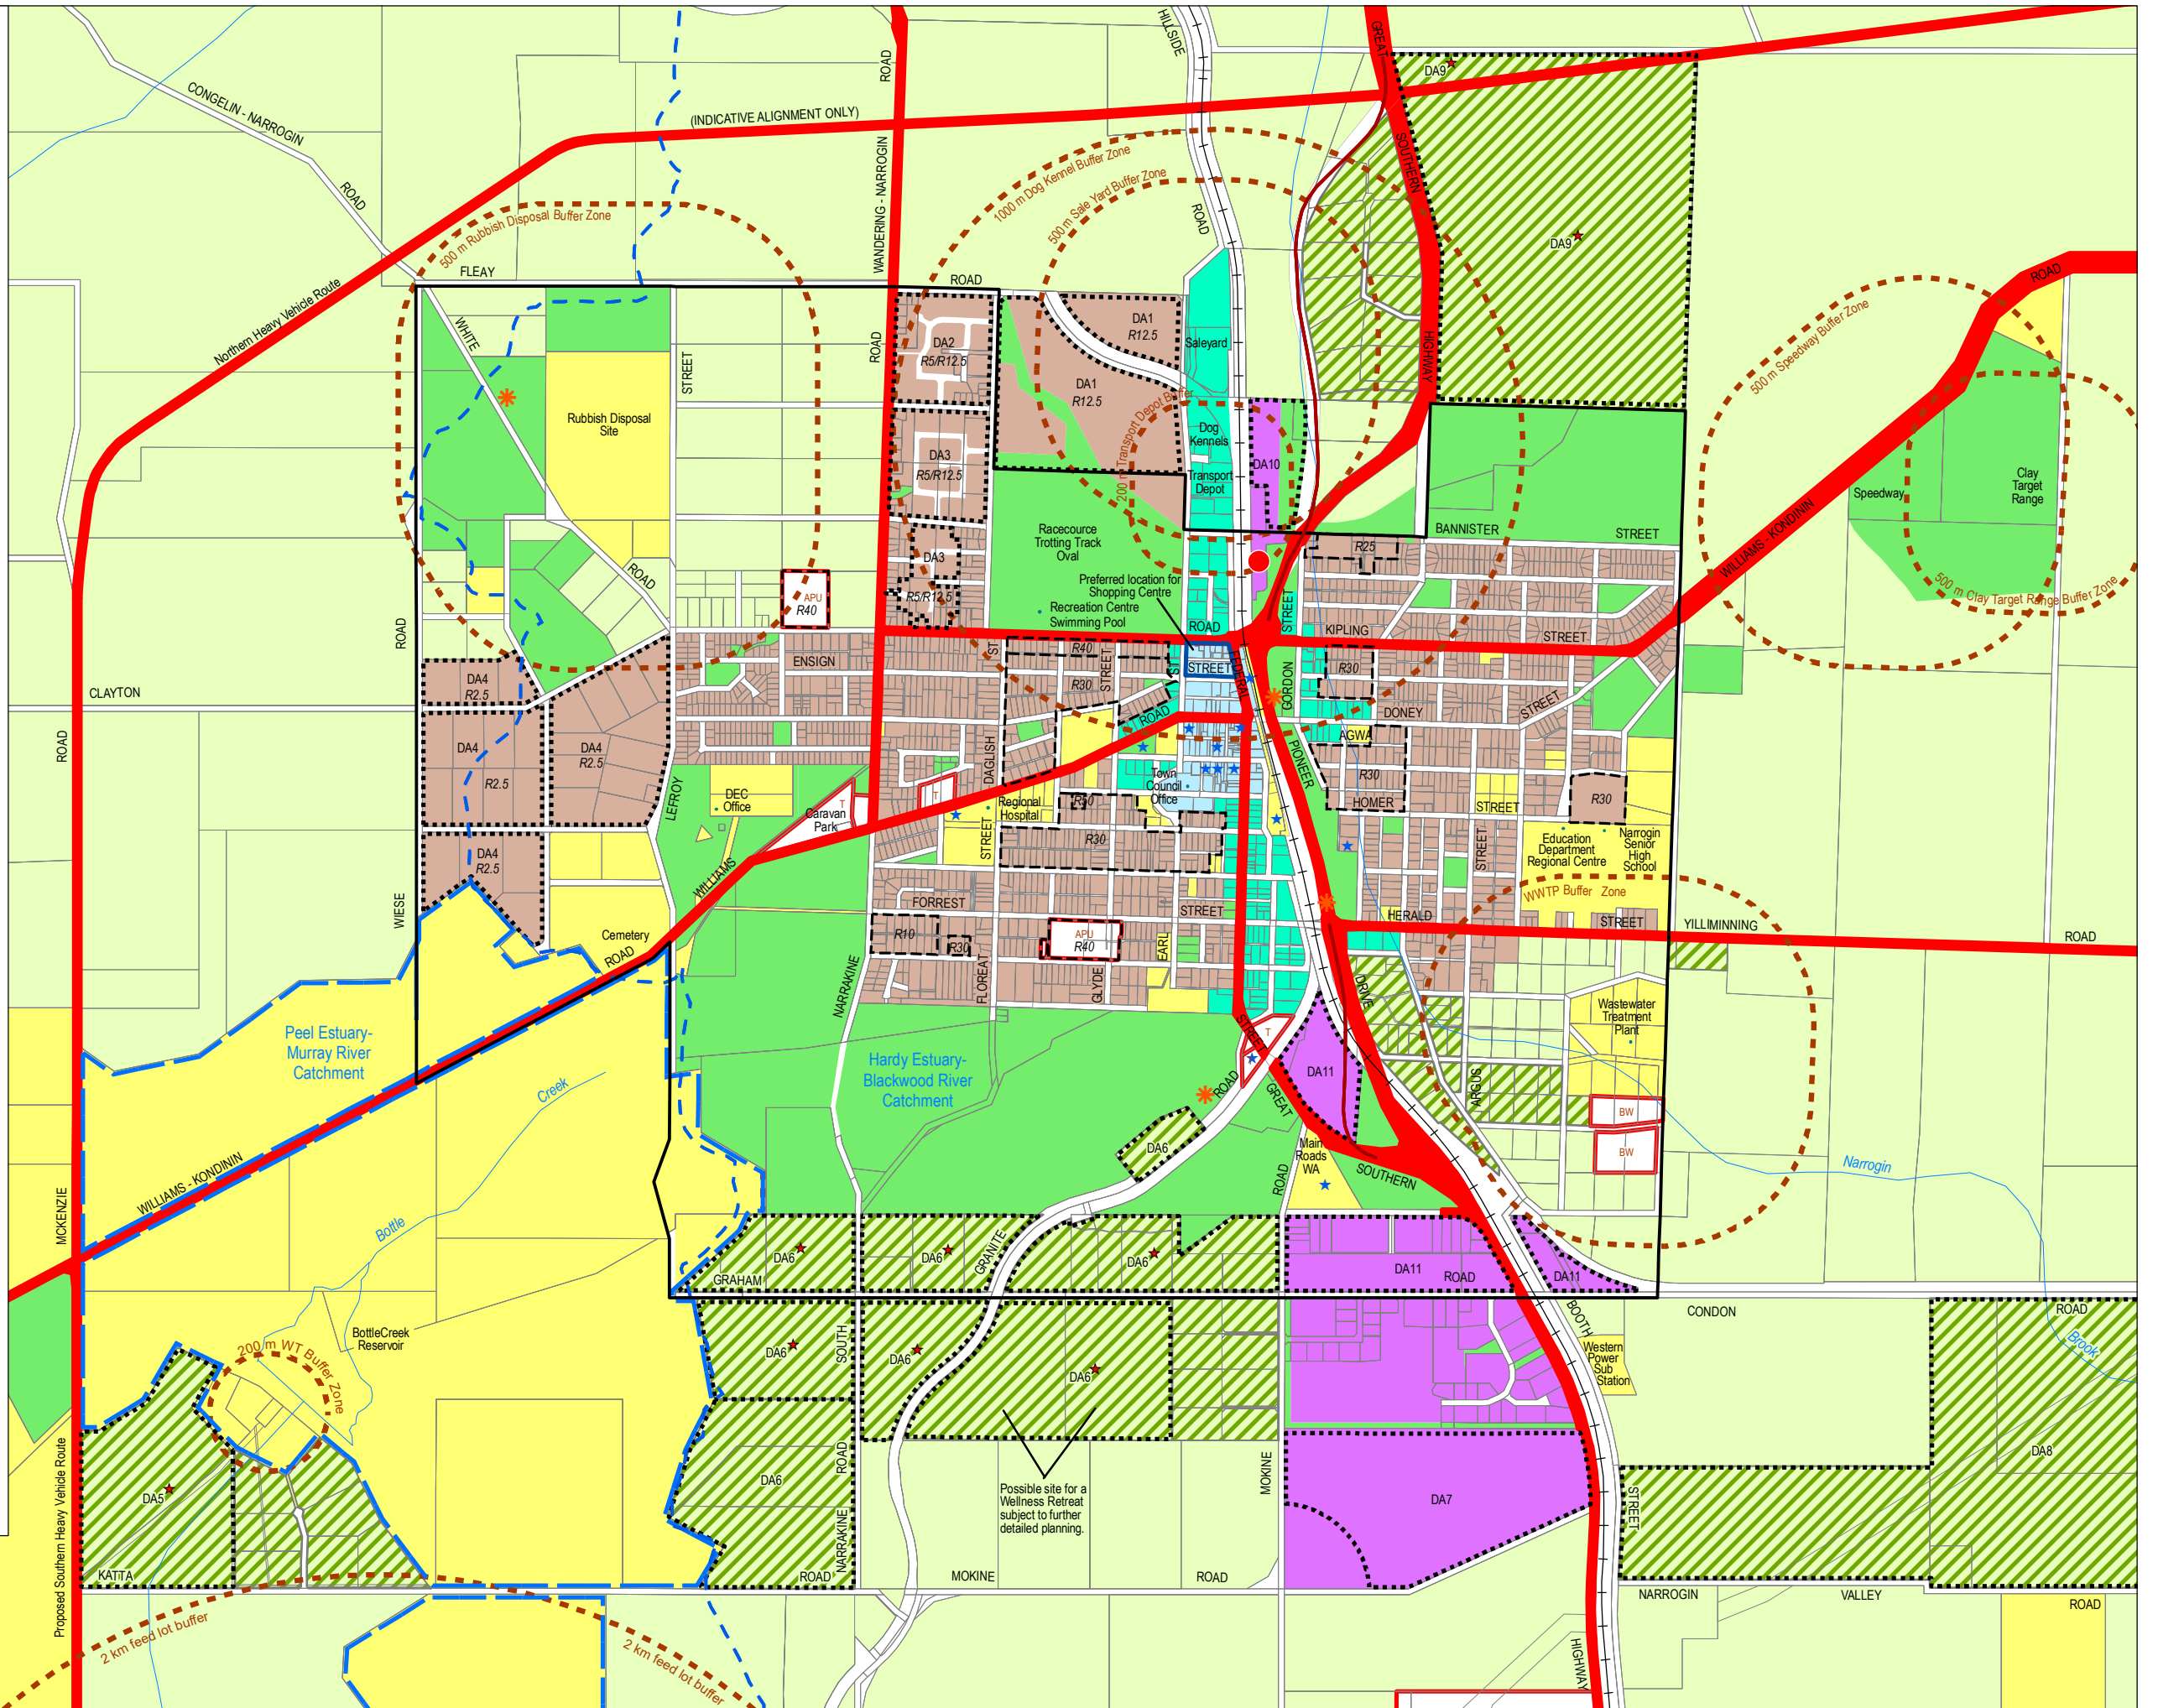 HILLSIDE
GREAT
DA9
ROAD
CONGELIN - NARROGIN
(INDICATIVE ALIGNMENT ONLY)
WANDERING - NARROGIN
1000 m Dog Kennel Buffer Zone
SOUTHERN
500 m Sale Yard Buffer Zone
ROAD
ROAD
500 m Rubbish Disposal Buffer Zone
DA9
FLEAY
ROAD
ROAD
Northern Heavy Vehicle Route
500 m Speedway Buffer Zone
WHITE
DA1
R12.5
DA2
R5/R12.5
ROAD
STREET
Saleyard
HIGHWAY
DA1
R12.5
Rubbish Disposal
Site
200 m Transport Depot Buffer
Dog
Kennels
DA3
R5/R12.5
DA10
Transport
Depot
Speedway
Clay
Target
Range
Racecourse
Trotting Track
Oval
BANNISTER
STREET
R25
WILLIAMS - KONDININ
DA3
R5/R12.5
ROAD
Preferred location for
Shopping Centre
500 m Clay Target Range Buffer Zone
APU
R40
Recreation Centre
Swimming Pool
ROAD
STREET
KIPLING
STREET
ROAD
ENSIGN
ST
R40
STREET
R30
ST
STREET
FEDERAL
GORDON
R30
DA4
R2.5
CLAYTON
STREET
DONEY
ROAD
ROAD
DA4
R2.5
DA4
R2.5
DAGLISH
AGWA
PIONEER
R30
HOMER
STREET
R30
LEFROY
DEC
Office
T
Caravan
Park
T
Regional
Hospital
Town
Council
Office
R50
R30
STREET
STREET
Education
Department
Regional Centre
Narrogin
Senior
High
School
DA4
R2.5
WILLIAMS
WWTP Buffer Zone
WIESE
FORREST
STREET
HERALD
STREET
YILLIMINNING
ROAD
Cemetery
ROAD
R10
R30
APU
R40
EARL
NARRAKINE
FLOREAT
GLYDE
DRIVE
Wastewater
Treatment
Plant
Peel Estuary-
Murray River
Catchment
Hardy Estuary-
Blackwood River
Catchment
STREET
T
DA11
Creek
ROAD
GREAT
ARGUS
BW
BW
DA6
Main
Roads
WA
SOUTHERN
ROAD
Narrogin
WILLIAMS - KONDININ
MCKENZIE
Bottle
DA6
DA6
DA6
GRANITE
GRAHAM
DA11
ROAD
DA11
CONDON
ROAD
BOOTH
Brook
BottleCreek
Reservoir
200 m WT Buffer Zone
DA6
SOUTH
DA6
DA6
Western
Power
Sub
Station
Proposed Southern Heavy Vehicle Route
DA5
DA6
ROAD
MOKINE
DA8
DA7
Possible site for a
Wellness Retreat
subject to further
detailed planning.
STREET
NARRAKINE
KATTA
ROAD
MOKINE
ROAD
NARROGIN
VALLEY
ROAD
2 km feed lot buffer
2 km feed lot buffer
HIGHWAY